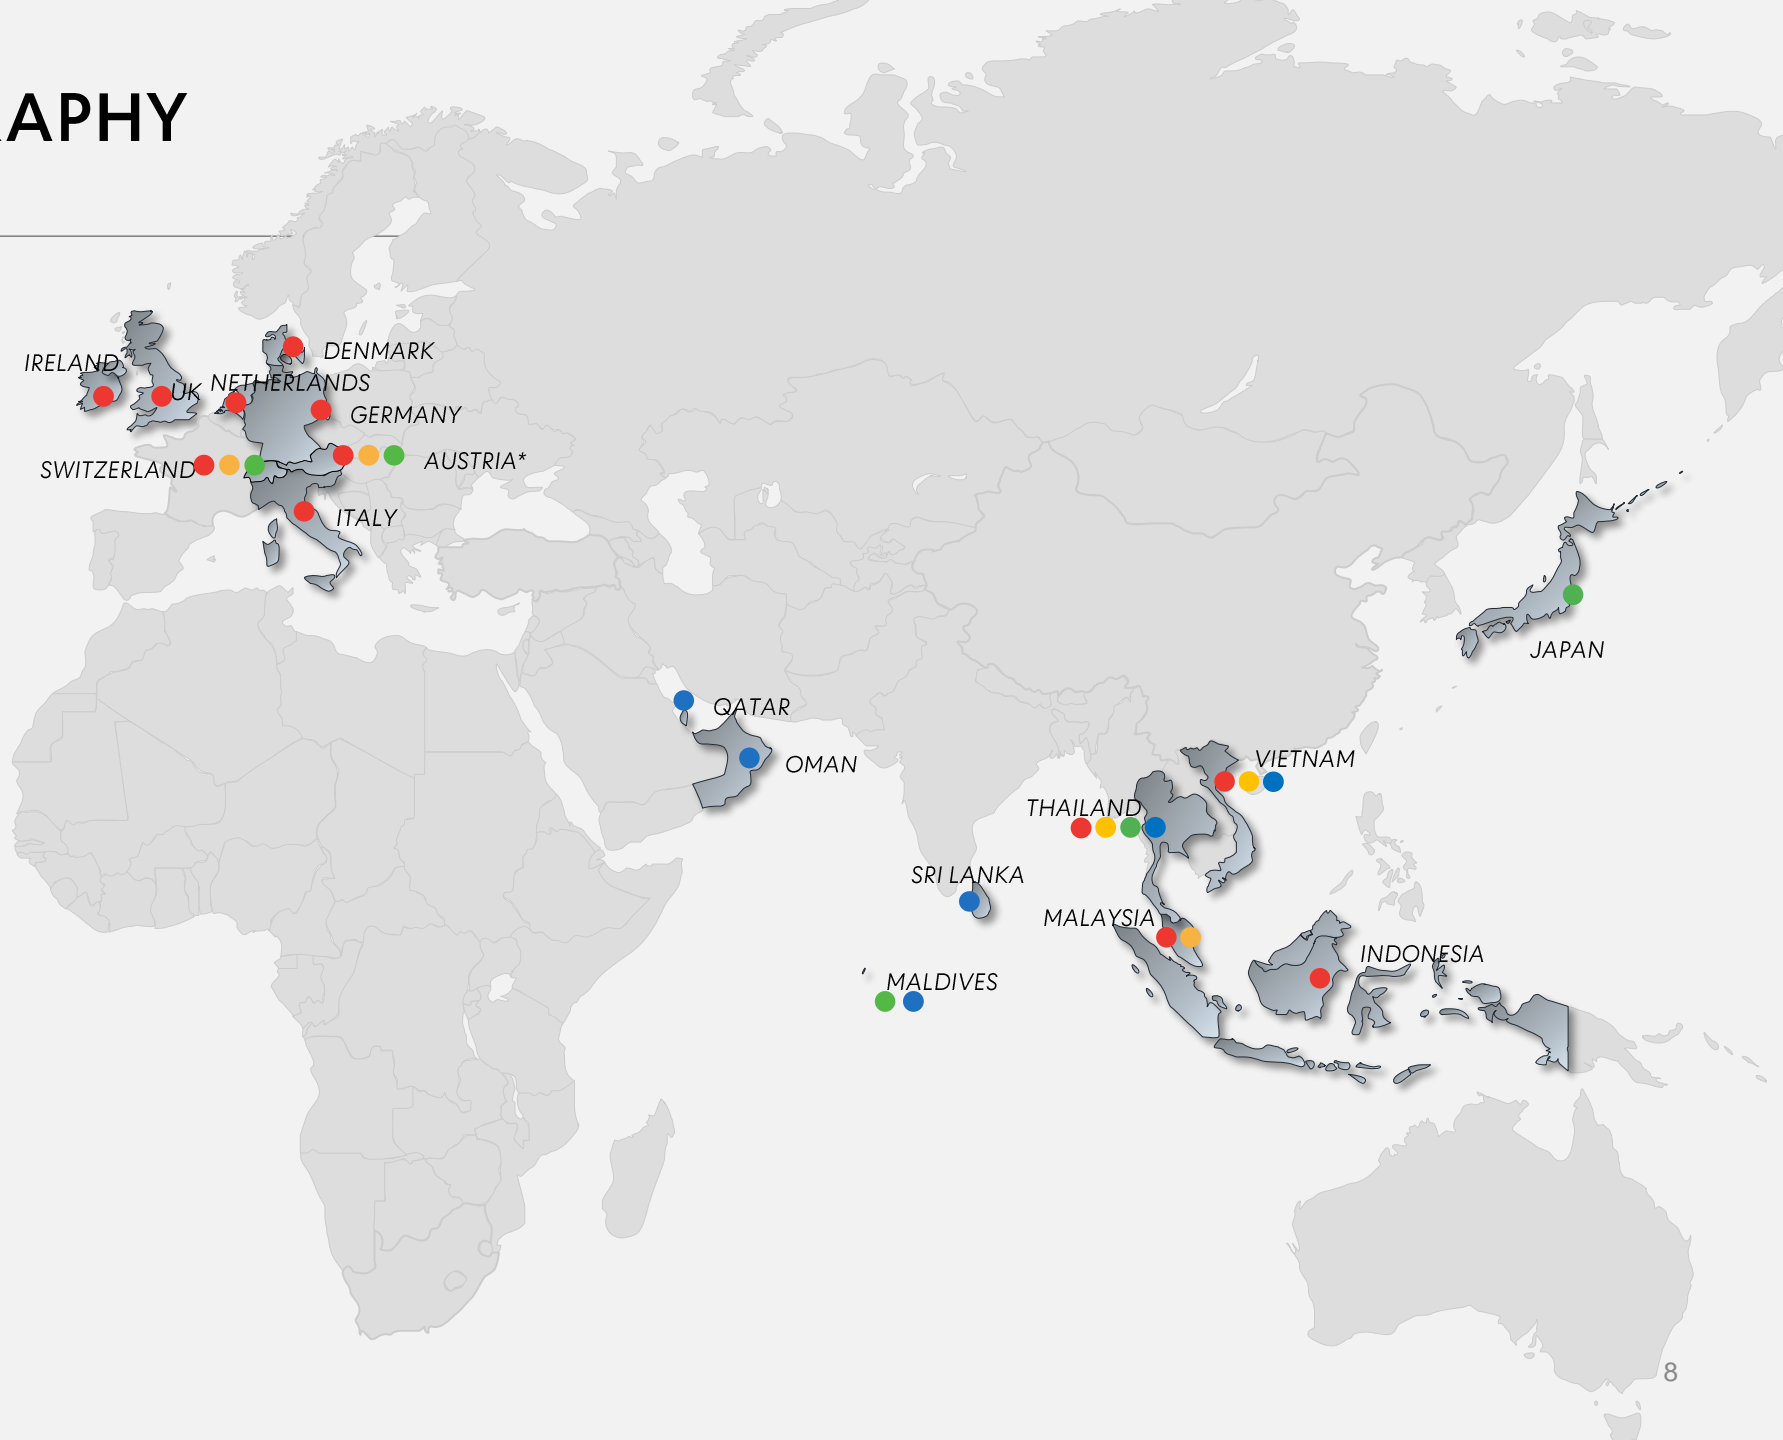 RAPHY
IRELAND
DENMARK
UK
NETHERLANDS
GERMANY
SWITZERLAND
AUSTRIA*
ITALY
JAPAN
QATAR
OMAN
VIETNAM
THAILAND
SRI LANKA
MALAYSIA
INDONESIA
MALDIVES
8